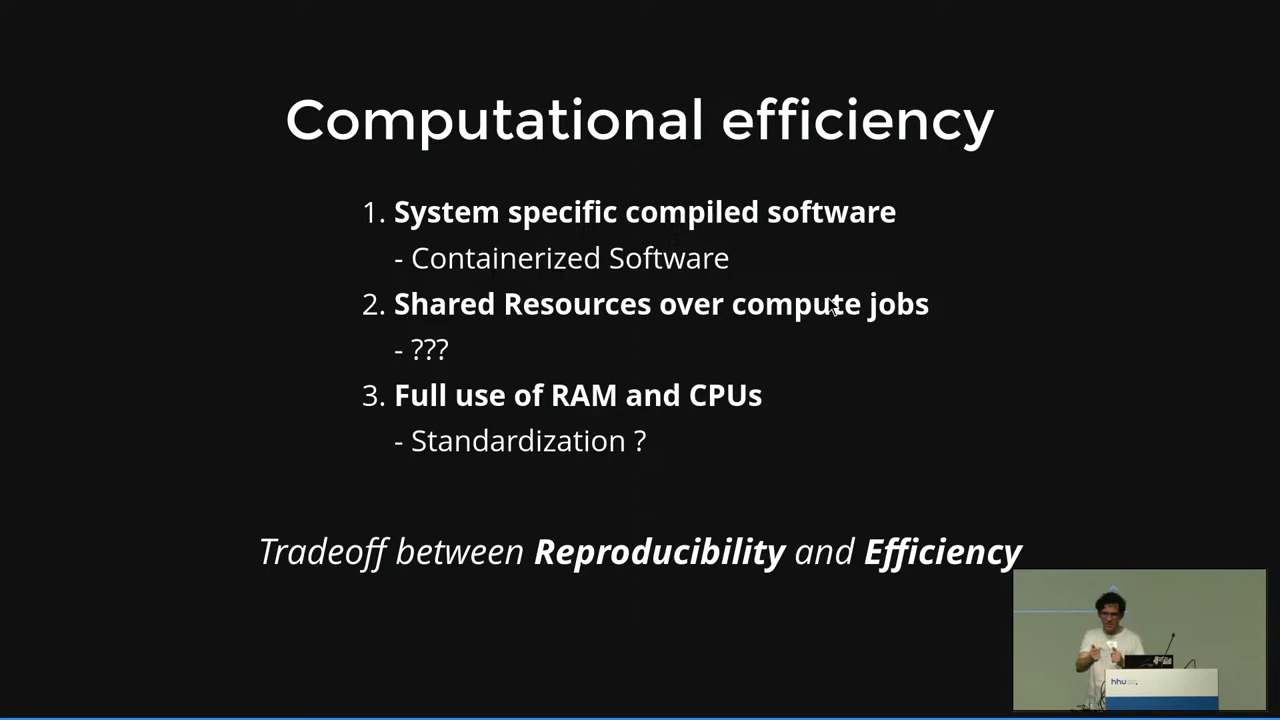 Computational efficiency
1. System specific compiled software
- Containerized Software
2. Shared Resources over compute jobs
- ???
3. Full use of RAM and CPUs
- Standardization ?
Tradeoff between Reproducibility and Efficiency
hhu